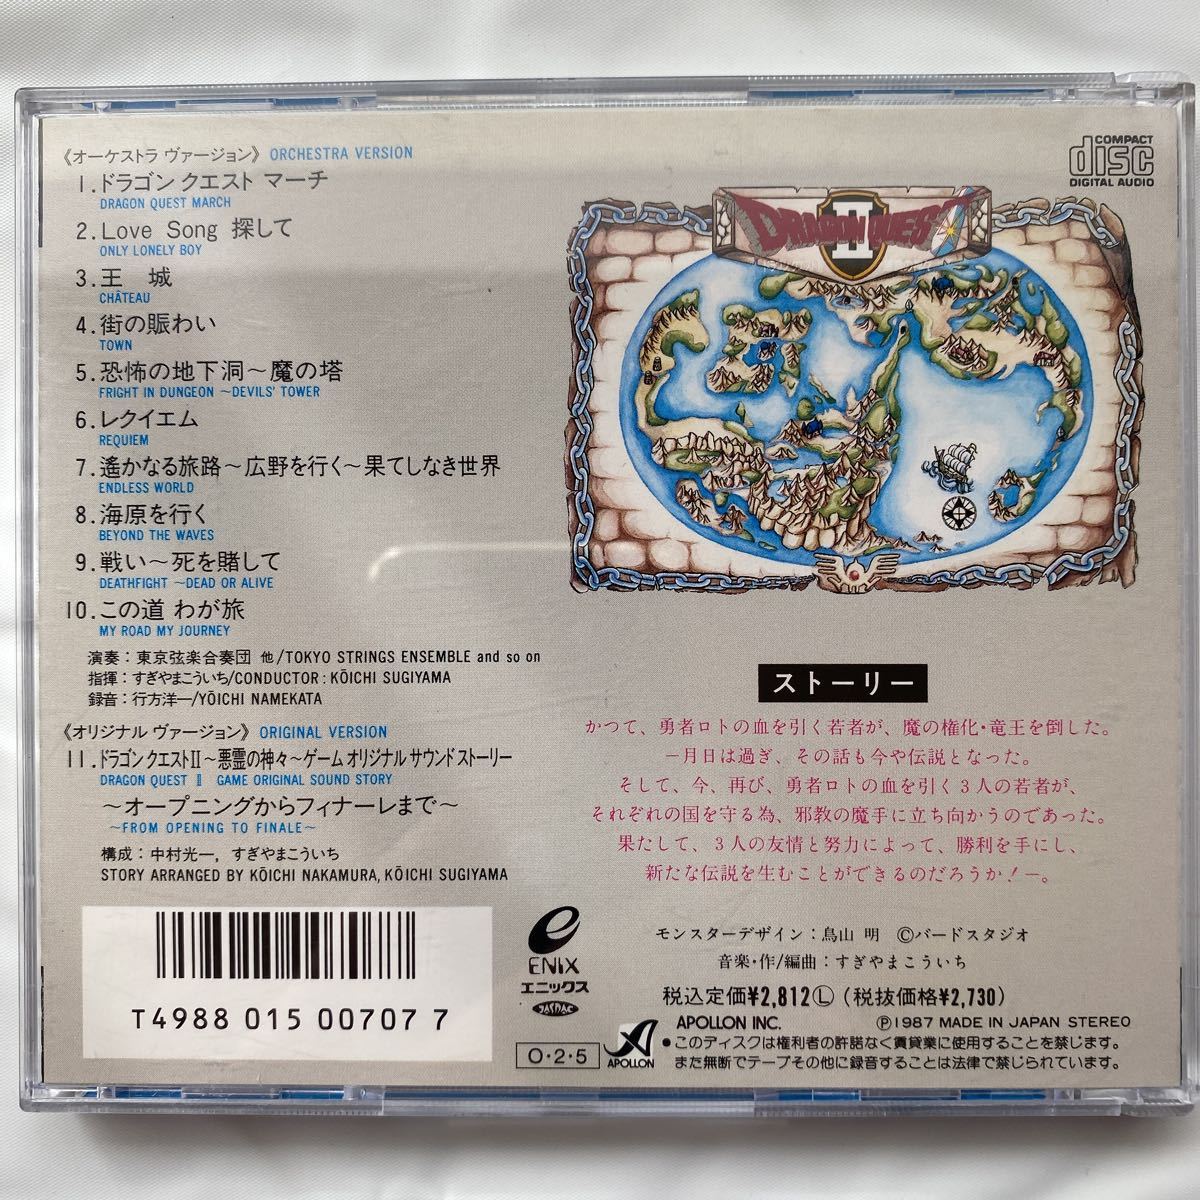 《オーケストラ ヴァージョン》 ORCHESTRA VERSION
1.ドラゴン クエスト マーチ
DRAGON QUEST MARCH
2.Love Song 探して
ONLY LONELY BOY
3.王 城
CHÂTEAU
4.街の賑わい
TOWN
5.恐怖の地下洞〜魔の塔
FRIGHT IN DUNGEON 〜DEVILS' TOWER
6.レクイエム
REQUIEM
7.遙かなる旅路〜広野を行く〜果てしなき世界
ENDLESS WORLD
8.海原を行く
BEYOND THE WAVES
9.戦い〜死を賭して
DEATHFIGHT 〜DEAD OR ALIVE
10.この道 わが旅
MY ROAD MY JOURNEY
演奏:東京弦楽合奏団 他/TOKYO STRINGS ENSEMBLE and so on
指揮:すぎやまこういち/CONDUCTOR:KŌICHI SUGIYAMA
録音:行方洋一/YŌICHI NAMEKATA
《オリジナル ヴァージョン》 ORIGINAL VERSION
11.ドラゴン クエストII〜悪霊の神々〜ゲーム オリジナル サウンド ストーリー
DRAGON QUEST II GAME ORIGINAL SOUND STORY
〜オープニングからフィナーレまで〜
〜FROM OPENING TO FINALE〜
構成:中村光一, すぎやまこういち
STORY ARRANGED BY KŌICHI NAKAMURA, KŌICHI SUGIYAMA
T4988 015 00707 7
ENIX
エニックス
JASRAC
0・2・5
APOLLON
COMPACT
disc
DIGITAL AUDIO
DRAGON QUEST
II
ストーリー
かつて、勇者ロトの血を引く若者が、魔の権化・竜王を倒した。
—月日は過ぎ、その話も今や伝説となった。
そして、今、再び、勇者ロトの血を引く3人の若者が、
それぞれの国を守る為、邪教の魔手に立ち向かうのであった。
果たして、3人の友情と努力によって、勝利を手にし、
新たな伝説を生むことができるのだろうか!—。
モンスターデザイン:鳥山 明 ©バードスタジオ
音楽・作/編曲:すぎやまこういち
税込定価¥2,812Ⓛ(税抜価格¥2,730)
APOLLON INC. ℗1987 MADE IN JAPAN STEREO
●このディスクは権利者の許諾なく賃貸業に使用することを禁じます。
また無断でテープその他に録音することは法律で禁じられています。